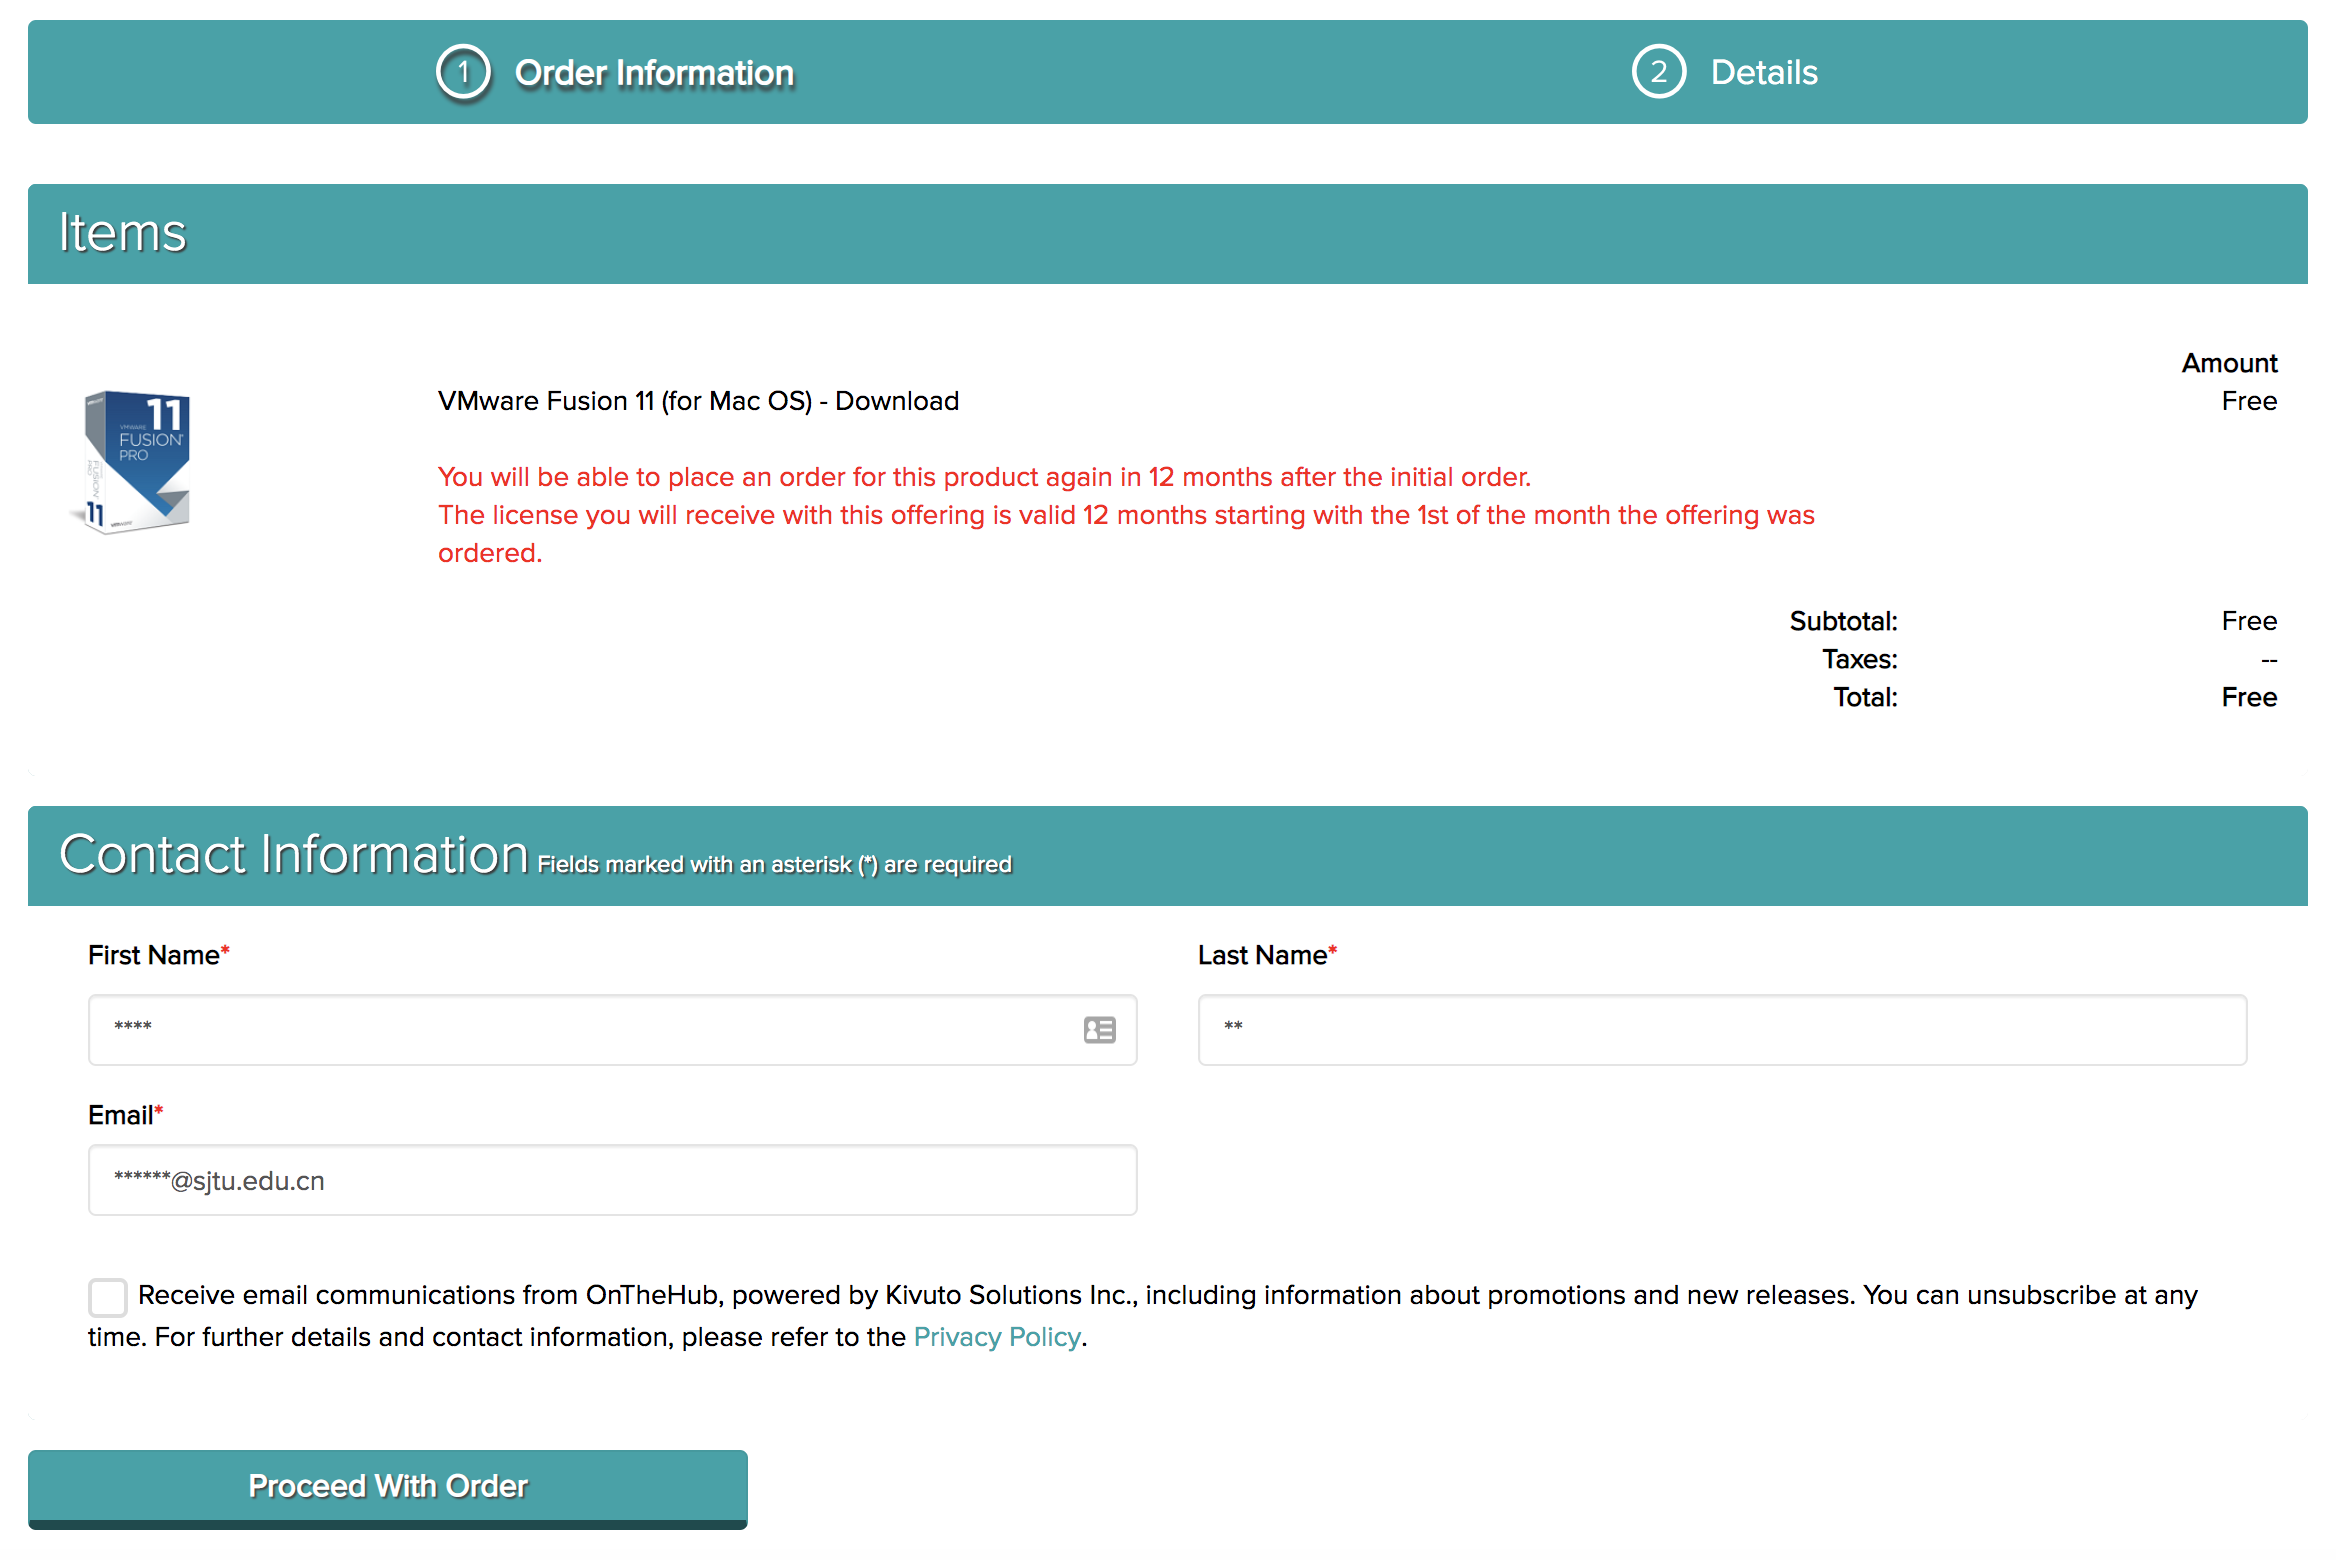 1 Order Information
2 Details
Items
Amount
VMware Fusion 11 (for Mac OS) - Download
Free
11
VMWARE
FUSION
PRO
11
You will be able to place an order for this product again in 12 months after the initial order.
The license you will receive with this offering is valid 12 months starting with the 1st of the month the offering was
ordered.
Subtotal: Free
Taxes: --
Total: Free
Contact Information Fields marked with an asterisk (*) are required
First Name*
Last Name*
****
**
Email*
******@sjtu.edu.cn
Receive email communications from OnTheHub, powered by Kivuto Solutions Inc., including information about promotions and new releases. You can unsubscribe at any
time. For further details and contact information, please refer to the Privacy Policy.
Proceed With Order